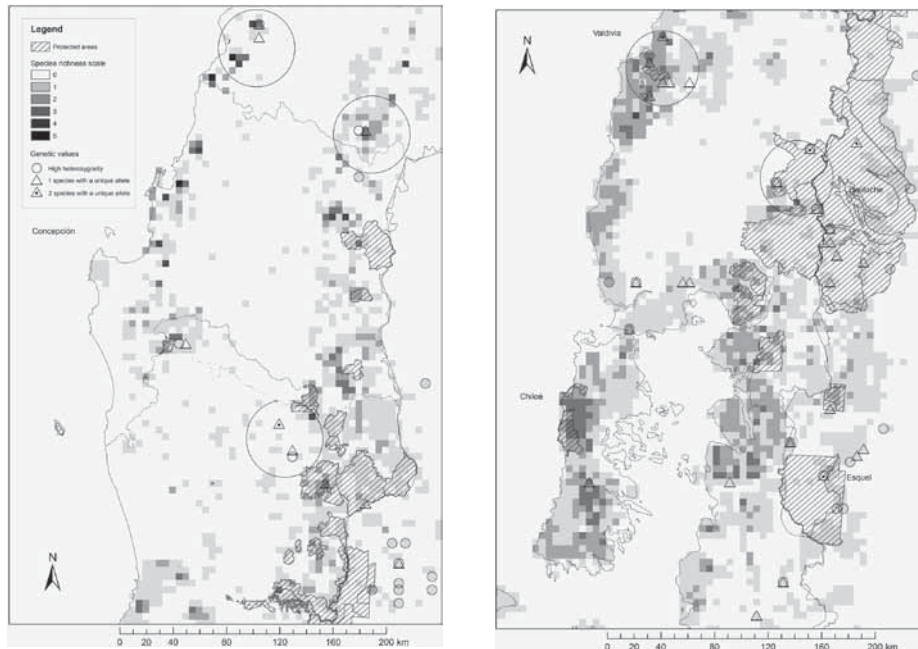 Legend
Protected areas
Species richness scale
0
1
2
3
4
5
Genetic values
High heterozygosity
1 species with a unique allele
2 species with a unique allele
Concepción
N
0 20 40 80 120 160 200 km
Valdivia
N
Bariloche
Chiloé
Esquel
0 20 40 80 120 160 200 km